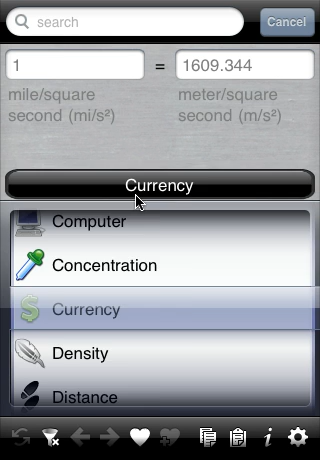 search
Cancel
1 = 1609.344
mile/square meter/square
second (mi/s²) second (m/s²)
Currency
Computer
Concentration
Currency
Density
Distance